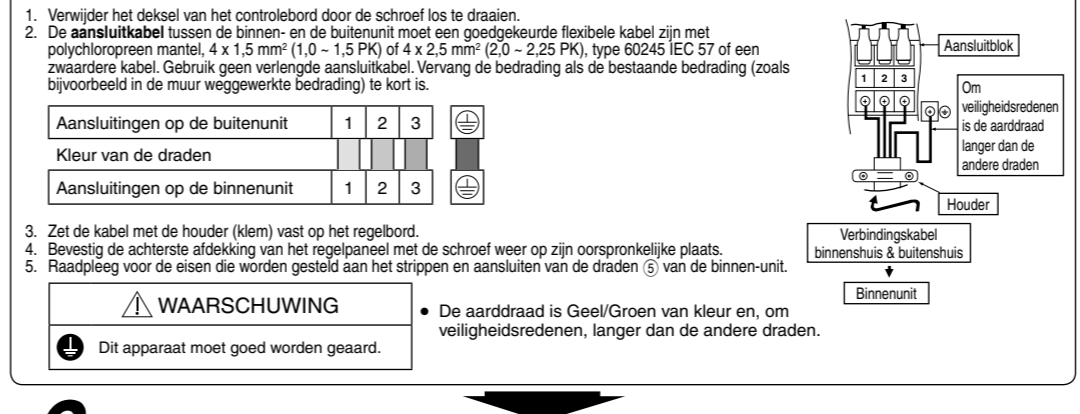 1. Verwijder het deksel van het controlebord door de schroef los te draaien.
2. De aansluitkabel tussen de binnen- en de buitenunit moet een goedgekeurde flexibele kabel zijn met
polychloropreen mantel, 4 x 1,5 mm² (1,0 ~ 1,5 PK) of 4 x 2,5 mm² (2,0 ~ 2,25 PK), type 60245 IEC 57 of een
zwaardere kabel. Gebruik geen verlengde aansluitkabel. Vervang de bedrading als de bestaande bedrading (zoals
bijvoorbeeld in de muur weggewerkte bedrading) te kort is.
Aansluitingen op de buitenunit 1 2 3
Kleur van de draden
Aansluitingen op de binnenunit 1 2 3
3. Zet de kabel met de houder (klem) vast op het regelbord.
4. Bevestig de achterste afdekking van het regelpaneel met de schroef weer op zijn oorspronkelijke plaats.
5. Raadpleeg voor de eisen die worden gesteld aan het strippen en aansluiten van de draden ⑤ van de binnen-unit.
WAARSCHUWING
Dit apparaat moet goed worden geaard.
• De aarddraad is Geel/Groen van kleur en, om
veiligheidsredenen, langer dan de andere draden.
Aansluitblok
1 2 3
Om
veiligheidsredenen
is de aarddraad
langer dan de
andere draden
Houder
Verbindingskabel
binnenshuis & buitenshuis
Binnenunit